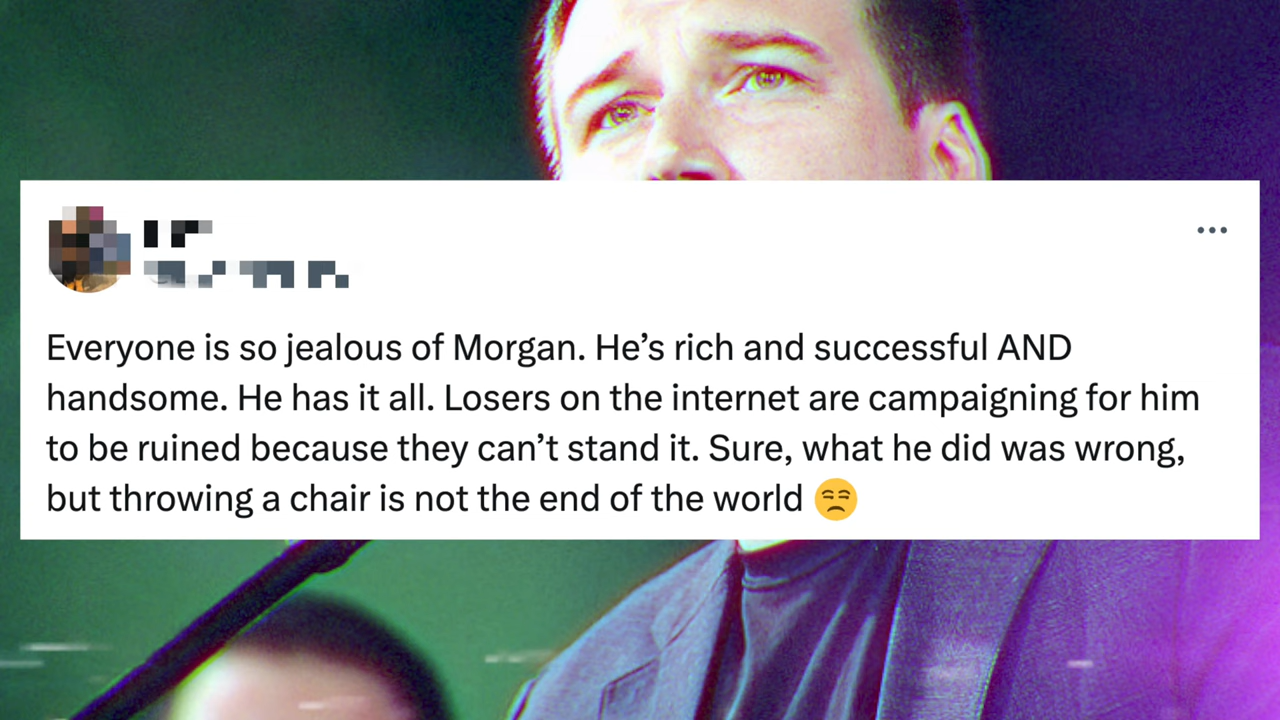 Everyone is so jealous of Morgan. He’s rich and successful AND
handsome. He has it all. Losers on the internet are campaigning for him
to be ruined because they can’t stand it. Sure, what he did was wrong,
but throwing a chair is not the end of the world 😒